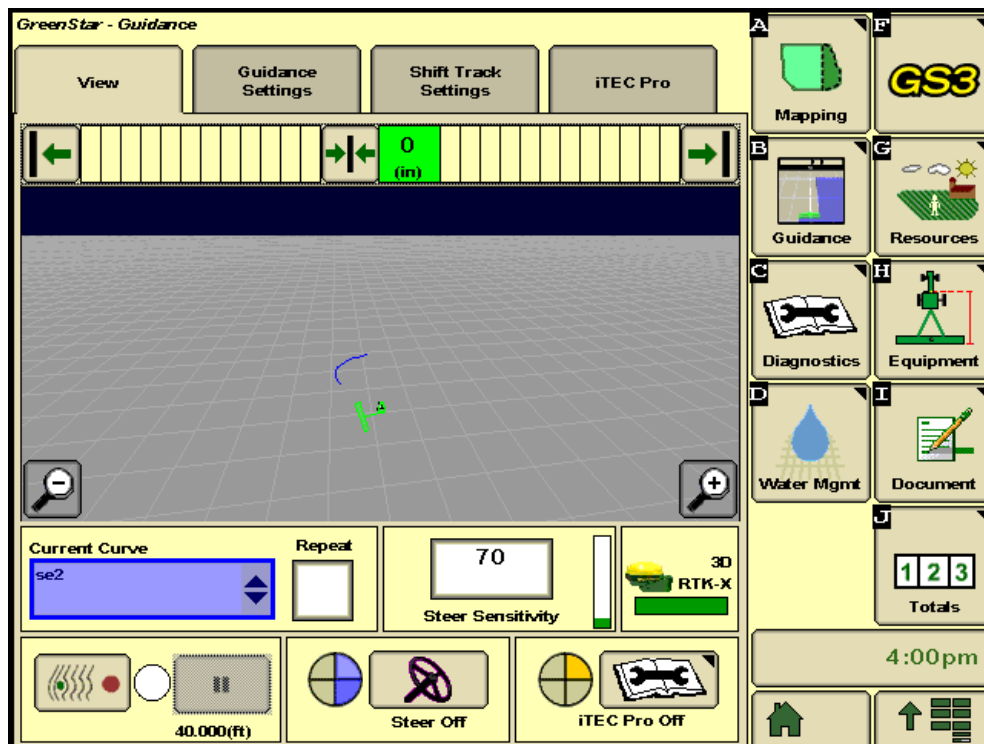 GreenStar - Guidance
View
Guidance
Settings
Shift Track
Settings
iTEC Pro
0
(in)
Current Curve
se2
Repeat
70
Steer Sensitivity
3D
RTK-X
40.000(ft)
Steer Off
iTEC Pro Off
A
Mapping
F
GS3
B
Guidance
G
Resources
C
Diagnostics
H
Equipment
D
Water Mgmt
I
Document
J
1 2 3
Totals
4:00pm